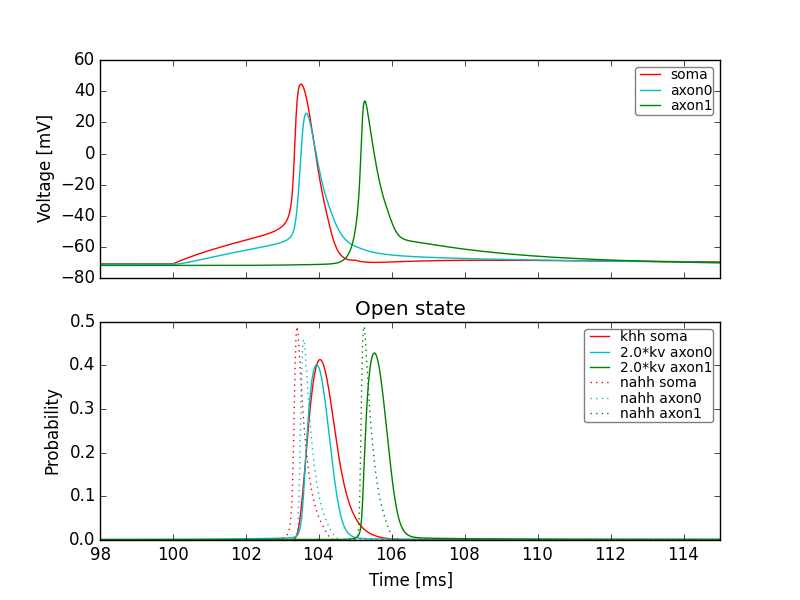 60
40
20
0
−20
−40
−60
−80
Voltage [mV]
soma
axon0
axon1
Open state
0.5
0.4
0.3
0.2
0.1
0.0
Probability
khh soma
2.0*kv axon0
2.0*kv axon1
nahh soma
nahh axon0
nahh axon1
98 100 102 104 106 108 110 112 114
Time [ms]